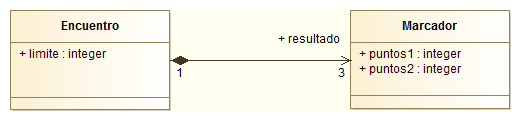 Encuentro
+ limite : integer
+ resultado
1
3
Marcador
+ puntos1 : integer
+ puntos2 : integer